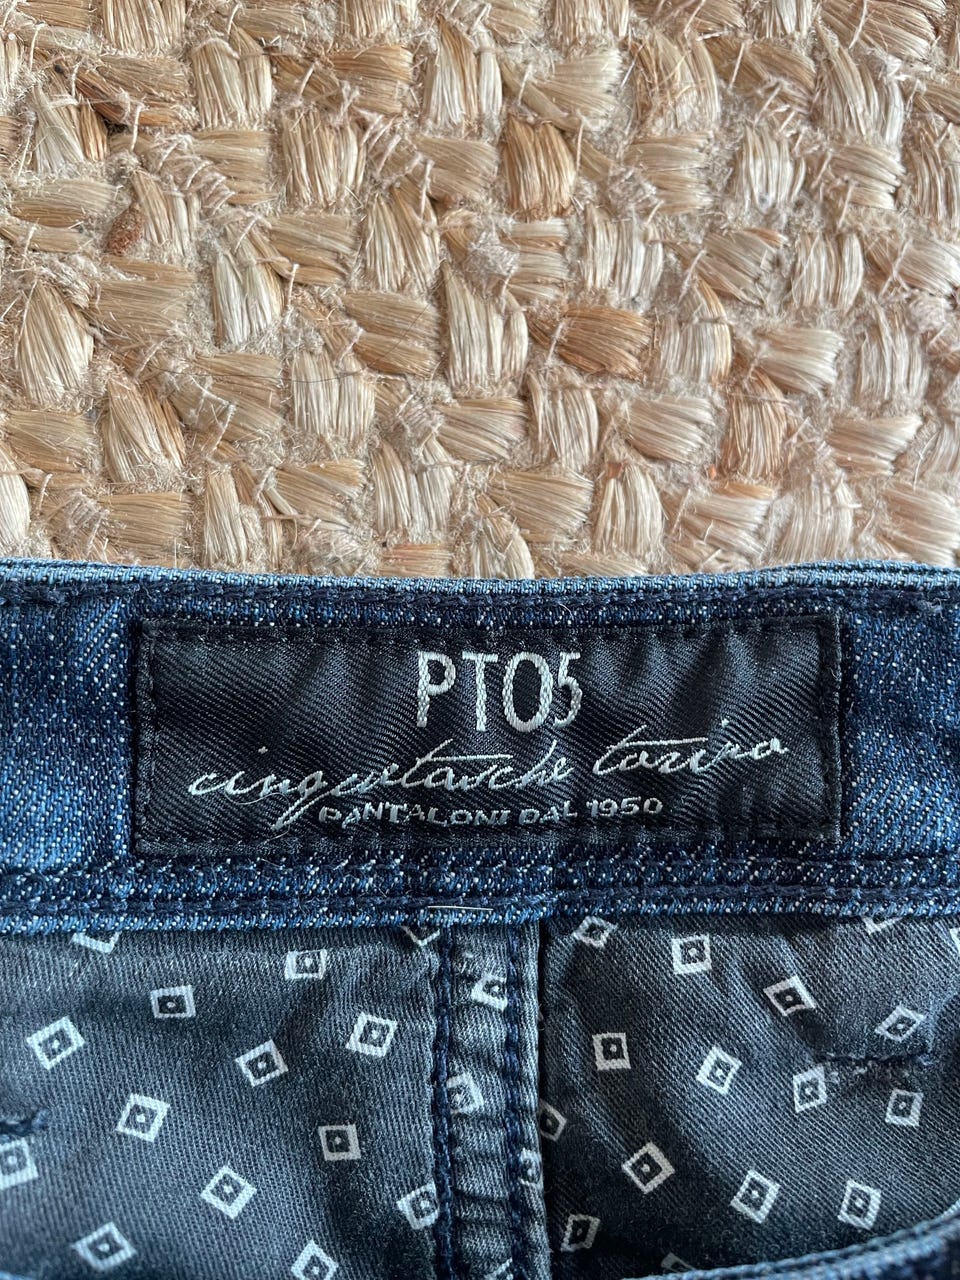 PT05
cinquetasche torino
PANTALONI DAL 1950